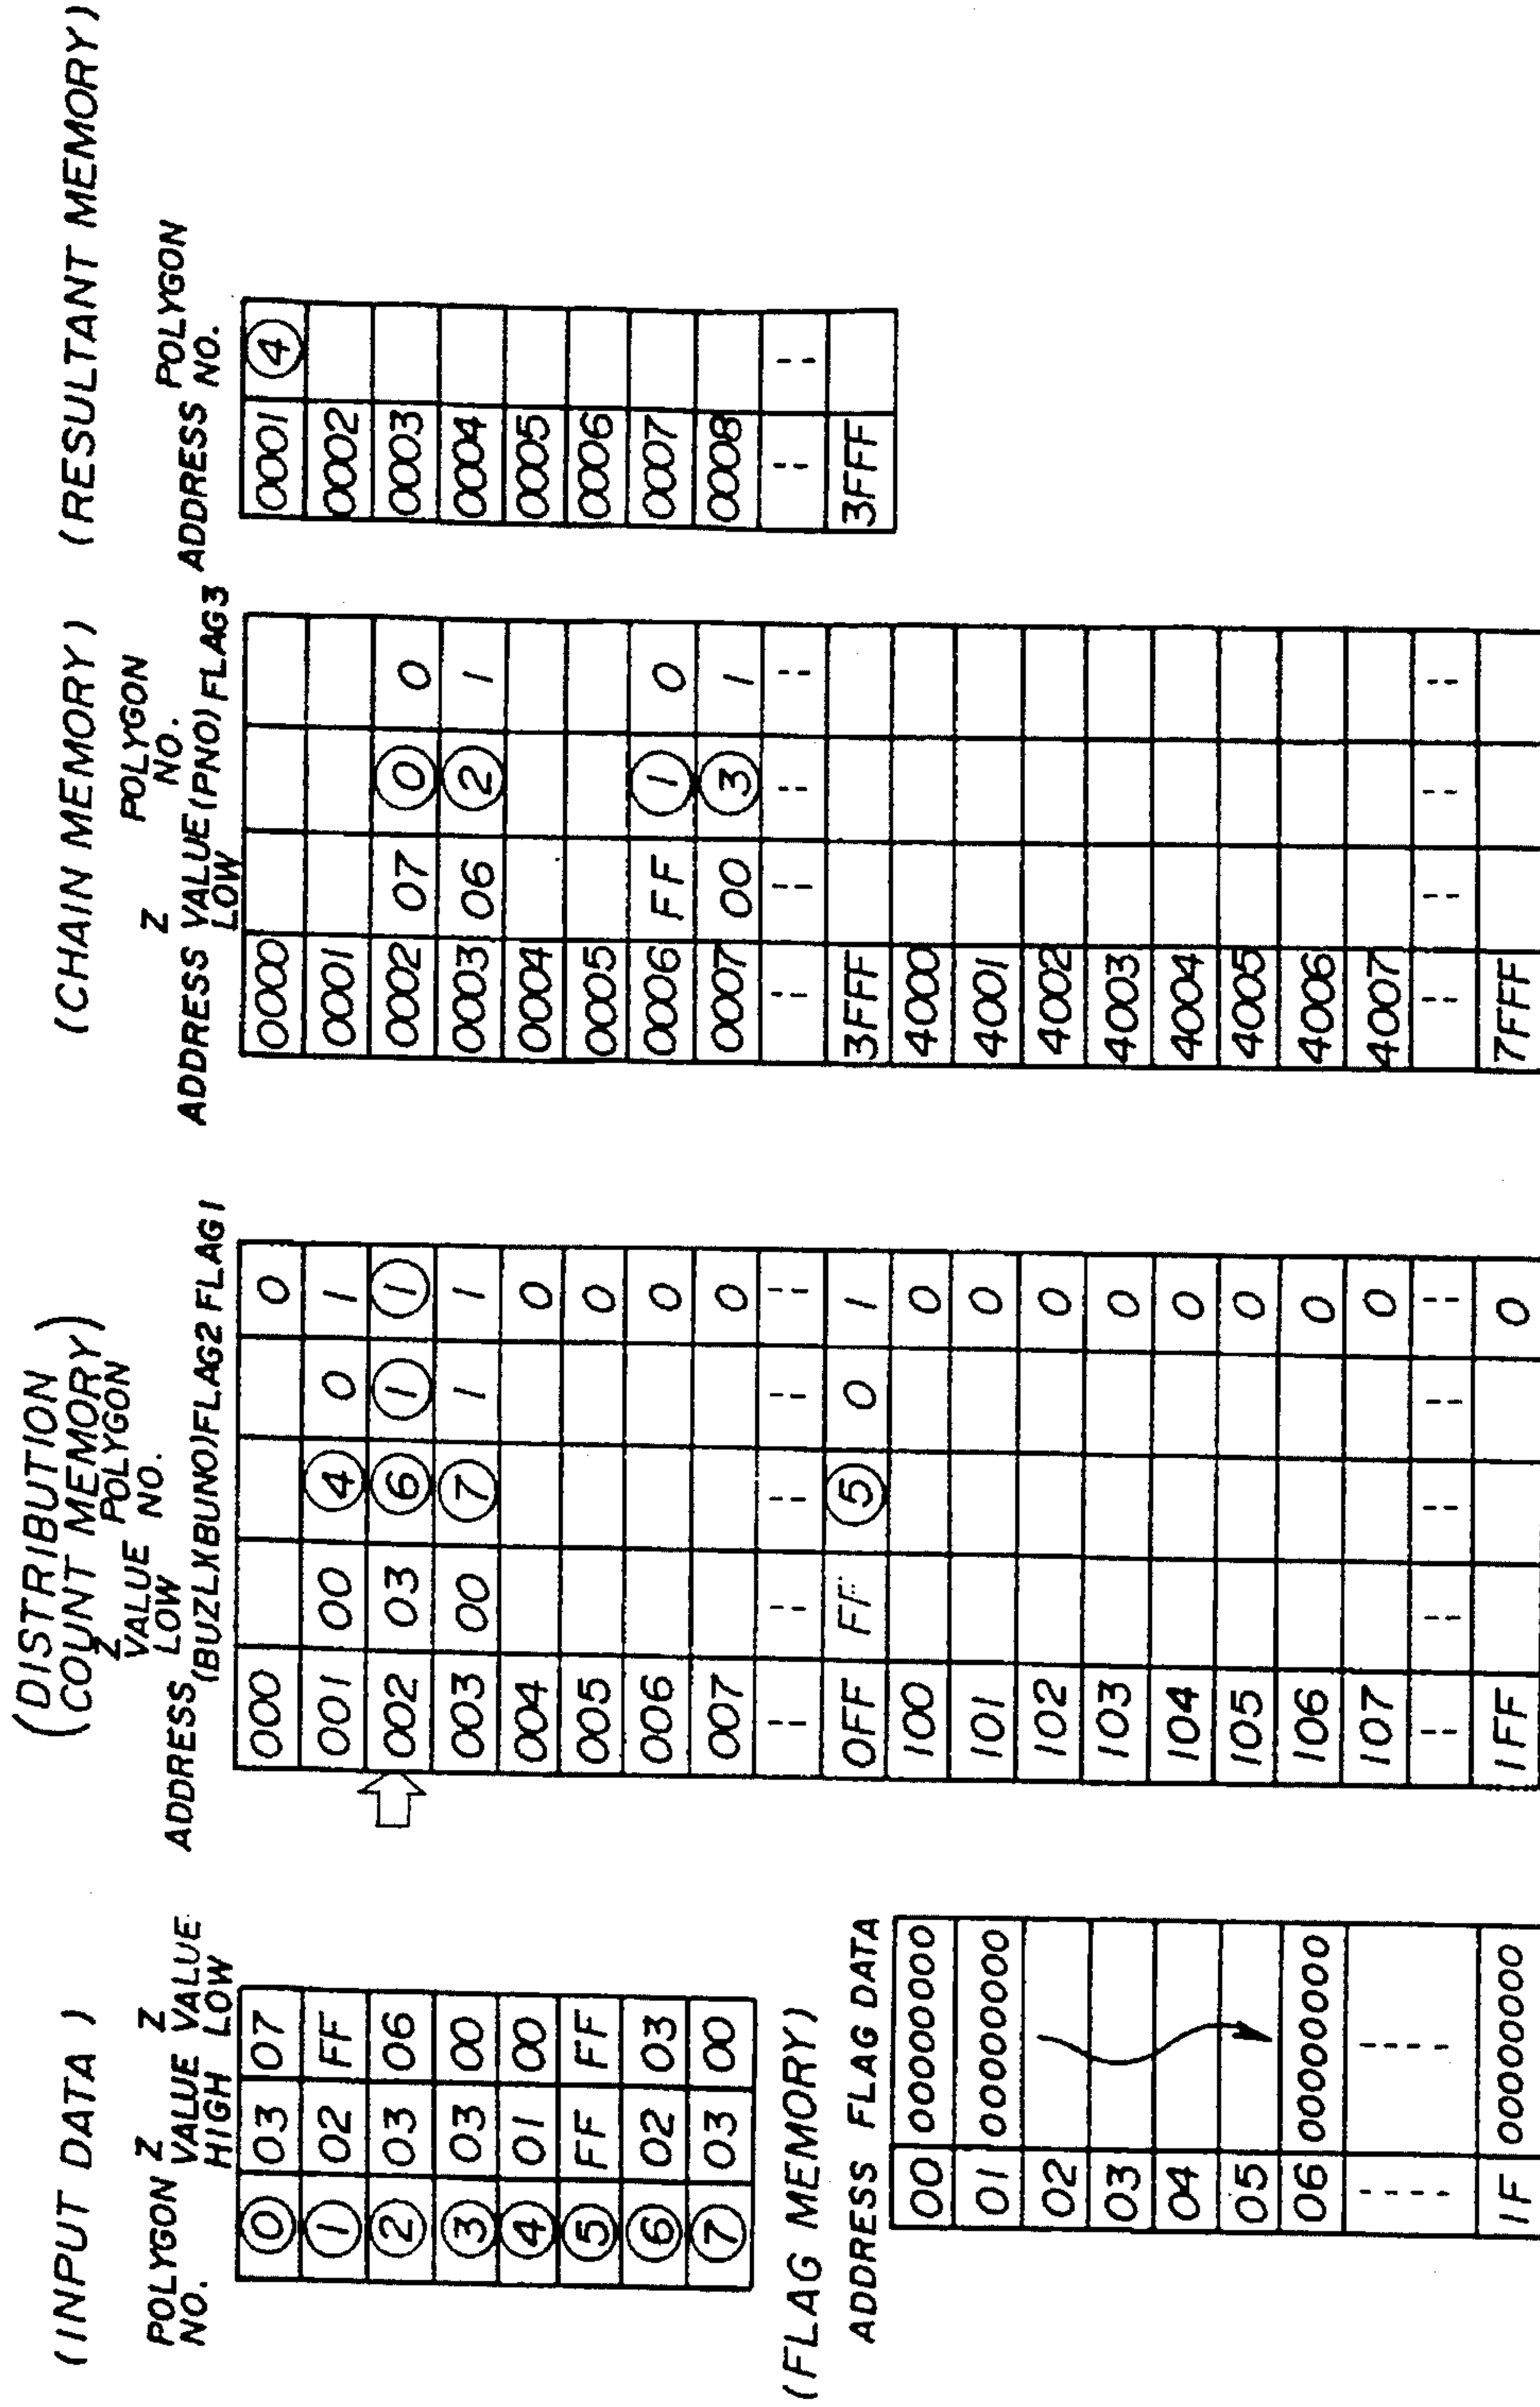 (INPUT DATA)
POLYGON NO. Z VALUE HIGH Z VALUE LOW
0 03 07
1 02 FF
2 03 06
3 03 00
4 01 00
5 FF FF
6 02 03
7 03 00
(FLAG MEMORY)
ADDRESS FLAG DATA
00 00000000
01 00000000
02
03
04
05
06 00000000
---- ----
1F 00000000
(DISTRIBUTION
COUNT MEMORY)
ADDRESS Z VALUE LOW (BUZL) POLYGON NO. (BUNO) FLAG2 FLAG1
000 0
001 00 4 0 1
002 03 6 1 1
003 00 7 1 1
004 0
005 0
006 0
007 0
-- -- -- -- --
0FF FF 5 0 1
100 0
101 0
102 0
103 0
104 0
105 0
106 0
107 0
-- -- -- -- --
1FF 0
(CHAIN MEMORY)
ADDRESS Z VALUE LOW POLYGON NO. (PNO) FLAG3
0000
0001
0002 07 0 0
0003 06 2 1
0004
0005
0006 FF 1 0
0007 00 3 1
-- -- -- --
3FFF
4000
4001
4002
4003
4004
4005
4006
4007
-- -- -- --
7FFF
(RESULTANT MEMORY)
ADDRESS POLYGON NO.
0001 4
0002
0003
0004
0005
0006
0007
0008
-- --
3FFF